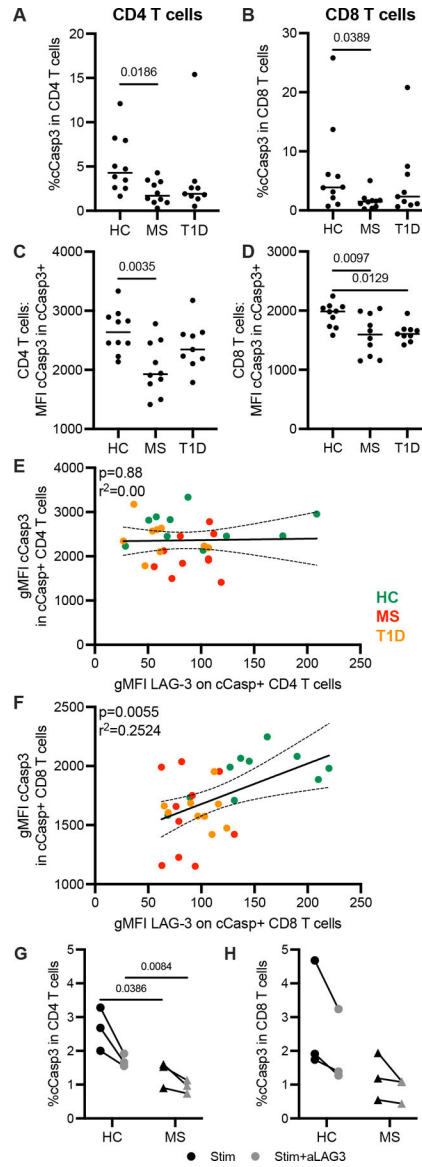 A CD4 T cells B CD8 T cells
%cCasp3 in CD4 T cells
20
15
10
5
0
0.0186
HC MS T1D
%cCasp3 in CD8 T cells
30
20
10
0
0.0389
HC MS T1D
C
CD4 T cells:
MFI cCasp3 in cCasp3+
4000
3000
2000
1000
0.0035
HC MS T1D
D
CD8 T cells:
MFI cCasp3 in cCasp3+
3000
2000
1000
0
0.0097
0.0129
HC MS T1D
E
gMFI cCasp3
in cCasp+ CD4 T cells
4000
3000
2000
1000
0
p=0.88
r²=0.00
0 50 100 150 200 250
gMFI LAG-3 on cCasp+ CD4 T cells
HC
MS
T1D
F
gMFI cCasp3
in cCasp+ CD8 T cells
2500
2000
1500
1000
p=0.0055
r²=0.2524
0 50 100 150 200 250
gMFI LAG-3 on cCasp+ CD8 T cells
G
%cCasp3 in CD4 T cells
5
4
3
2
1
0
0.0084
0.0386
HC MS
H
%cCasp3 in CD8 T cells
5
4
3
2
1
0
HC MS
Stim Stim+aLAG3